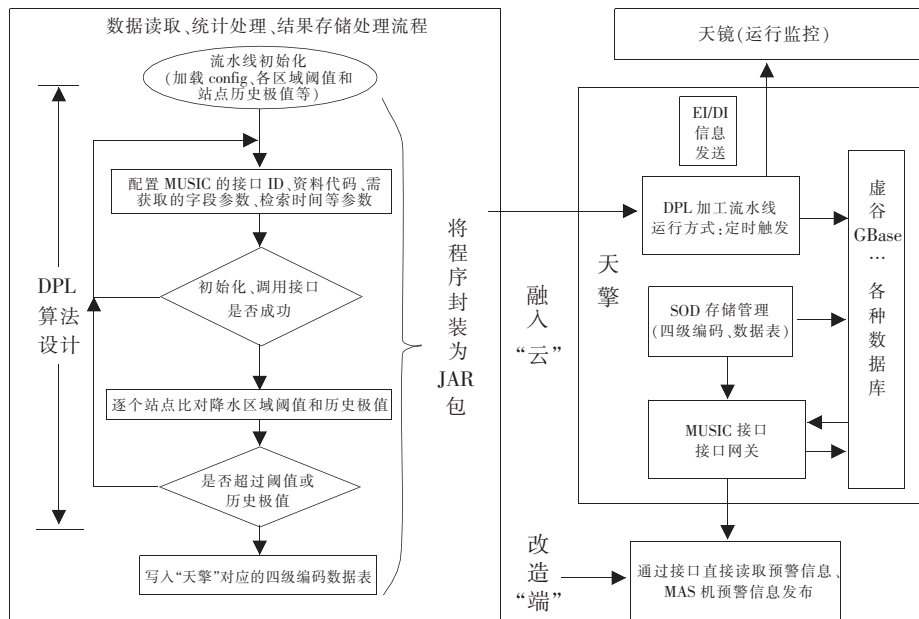 数据读取、统计处理、结果存储处理流程
流水线初始化
(加载 config、各区域阈值和
站点历史极值等)
配置 MUSIC 的接口 ID、资料代码、需
获取的字段参数、检索时间等参数
初始化、调用接口
是否成功
逐个站点比对降水区域阈值和历史极值
是否超过阈值或
历史极值
写入“天擎”对应的四级编码数据表
DPL
算法
设计
将
程
序
封
装
为
JAR
包
融
入
“云”
改
造
“端”
天镜(运行监控)
EI/DI
信息
发送
DPL 加工流水线
运行方式:定时触发
天
擎
SOD 存储管理
(四级编码、数据表)
MUSIC 接口
接口网关
虚
谷
GBase
…
各
种
数
据
库
通过接口直接读取预警信息、
MAS 机预警信息发布